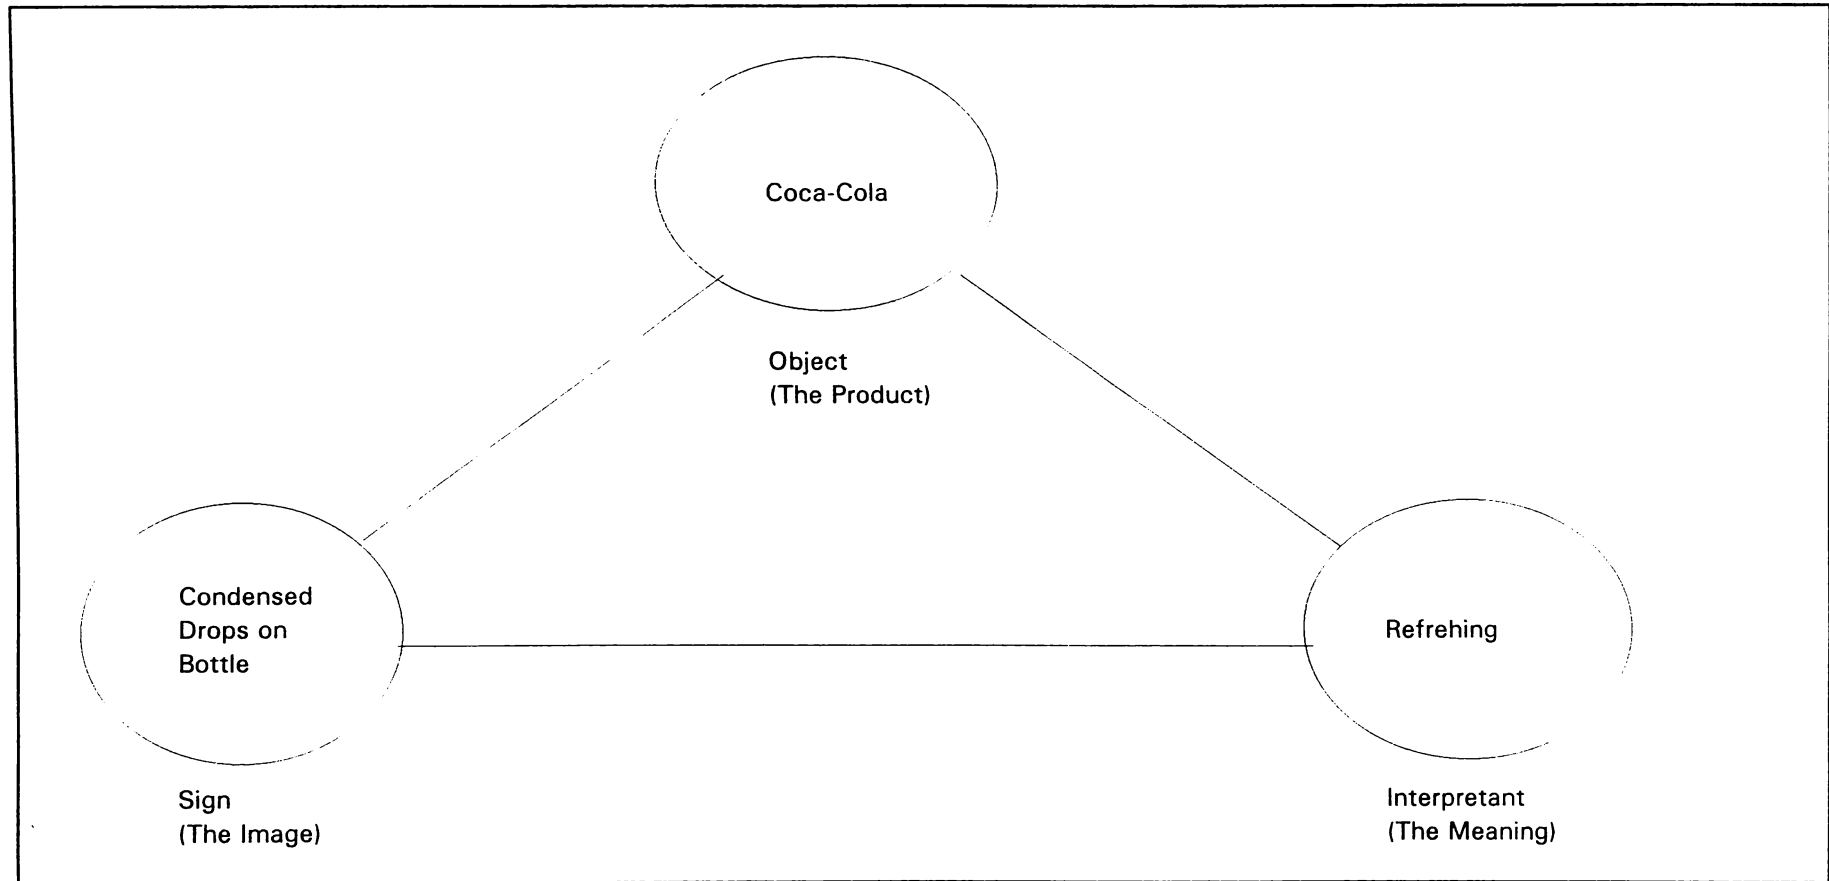 Coca-Cola
Object
(The Product)
Condensed
Drops on
Bottle
Refrehing
Sign
(The Image)
Interpretant
(The Meaning)